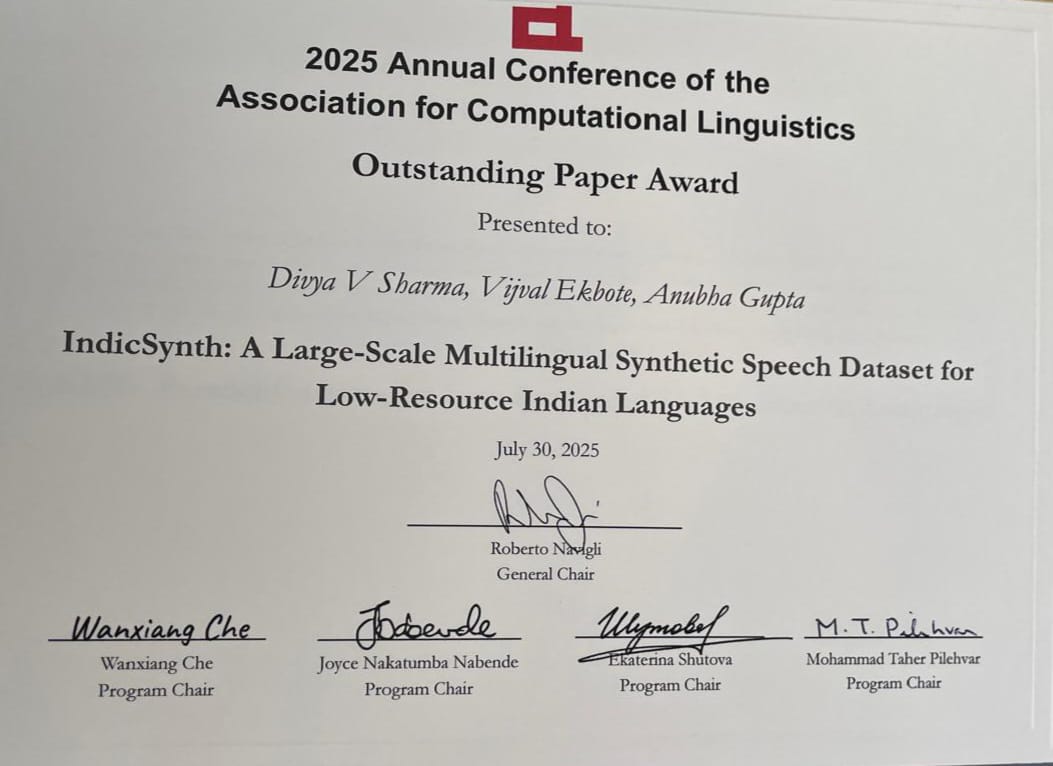 2025 Annual Conference of the
Association for Computational Linguistics
Outstanding Paper Award
Presented to:
Divya V Sharma, Vijval Ekbote, Anubha Gupta
IndicSynth: A Large-Scale Multilingual Synthetic Speech Dataset for
Low-Resource Indian Languages
July 30, 2025
Roberto Navigli
General Chair
Wanxiang Che
M. T. Pilehvar
Wanxiang Che
Joyce Nakatumba Nabende
Ekaterina Shutova
Mohammad Taher Pilehvar
Program Chair
Program Chair
Program Chair
Program Chair